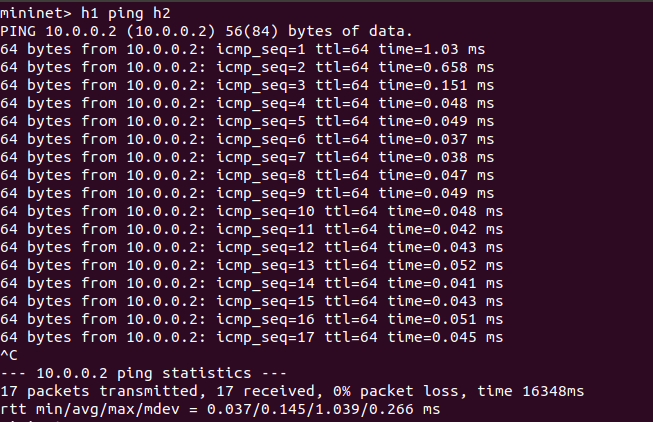 mininet> h1 ping h2
PING 10.0.0.2 (10.0.0.2) 56(84) bytes of data.
64 bytes from 10.0.0.2: icmp_seq=1 ttl=64 time=1.03 ms
64 bytes from 10.0.0.2: icmp_seq=2 ttl=64 time=0.658 ms
64 bytes from 10.0.0.2: icmp_seq=3 ttl=64 time=0.151 ms
64 bytes from 10.0.0.2: icmp_seq=4 ttl=64 time=0.048 ms
64 bytes from 10.0.0.2: icmp_seq=5 ttl=64 time=0.049 ms
64 bytes from 10.0.0.2: icmp_seq=6 ttl=64 time=0.037 ms
64 bytes from 10.0.0.2: icmp_seq=7 ttl=64 time=0.038 ms
64 bytes from 10.0.0.2: icmp_seq=8 ttl=64 time=0.047 ms
64 bytes from 10.0.0.2: icmp_seq=9 ttl=64 time=0.049 ms
64 bytes from 10.0.0.2: icmp_seq=10 ttl=64 time=0.048 ms
64 bytes from 10.0.0.2: icmp_seq=11 ttl=64 time=0.042 ms
64 bytes from 10.0.0.2: icmp_seq=12 ttl=64 time=0.043 ms
64 bytes from 10.0.0.2: icmp_seq=13 ttl=64 time=0.052 ms
64 bytes from 10.0.0.2: icmp_seq=14 ttl=64 time=0.041 ms
64 bytes from 10.0.0.2: icmp_seq=15 ttl=64 time=0.043 ms
64 bytes from 10.0.0.2: icmp_seq=16 ttl=64 time=0.051 ms
64 bytes from 10.0.0.2: icmp_seq=17 ttl=64 time=0.045 ms
^C
--- 10.0.0.2 ping statistics ---
17 packets transmitted, 17 received, 0% packet loss, time 16348ms
rtt min/avg/max/mdev = 0.037/0.145/1.039/0.266 ms